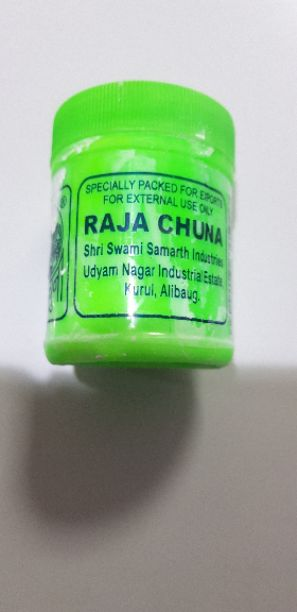 SPECIALLY PACKED FOR EXPORTS
FOR EXTERNAL USE ONLY
RAJA CHUNA
Shri Swami Samarth Industries
Udyam Nagar Industrial Estate,
Kurul, Alibaug.
®